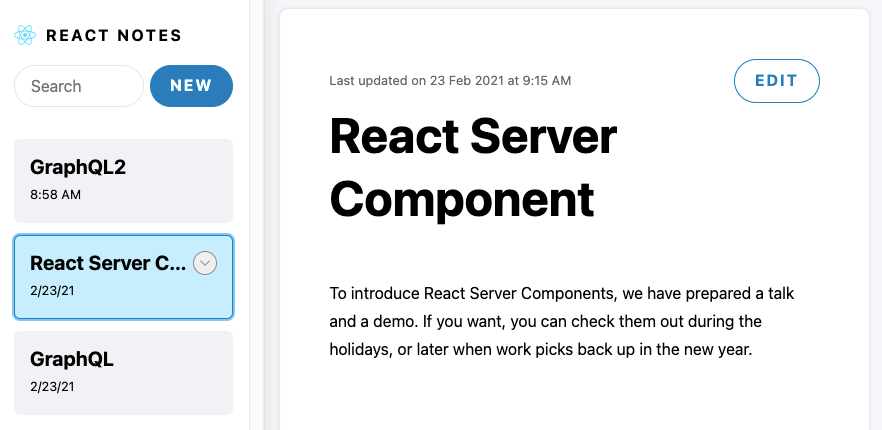 REACT NOTES
Search
NEW
GraphQL2
8:58 AM
React Server C...
2/23/21
GraphQL
2/23/21
Last updated on 23 Feb 2021 at 9:15 AM
EDIT
React Server
Component
To introduce React Server Components, we have prepared a talk
and a demo. If you want, you can check them out during the
holidays, or later when work picks back up in the new year.